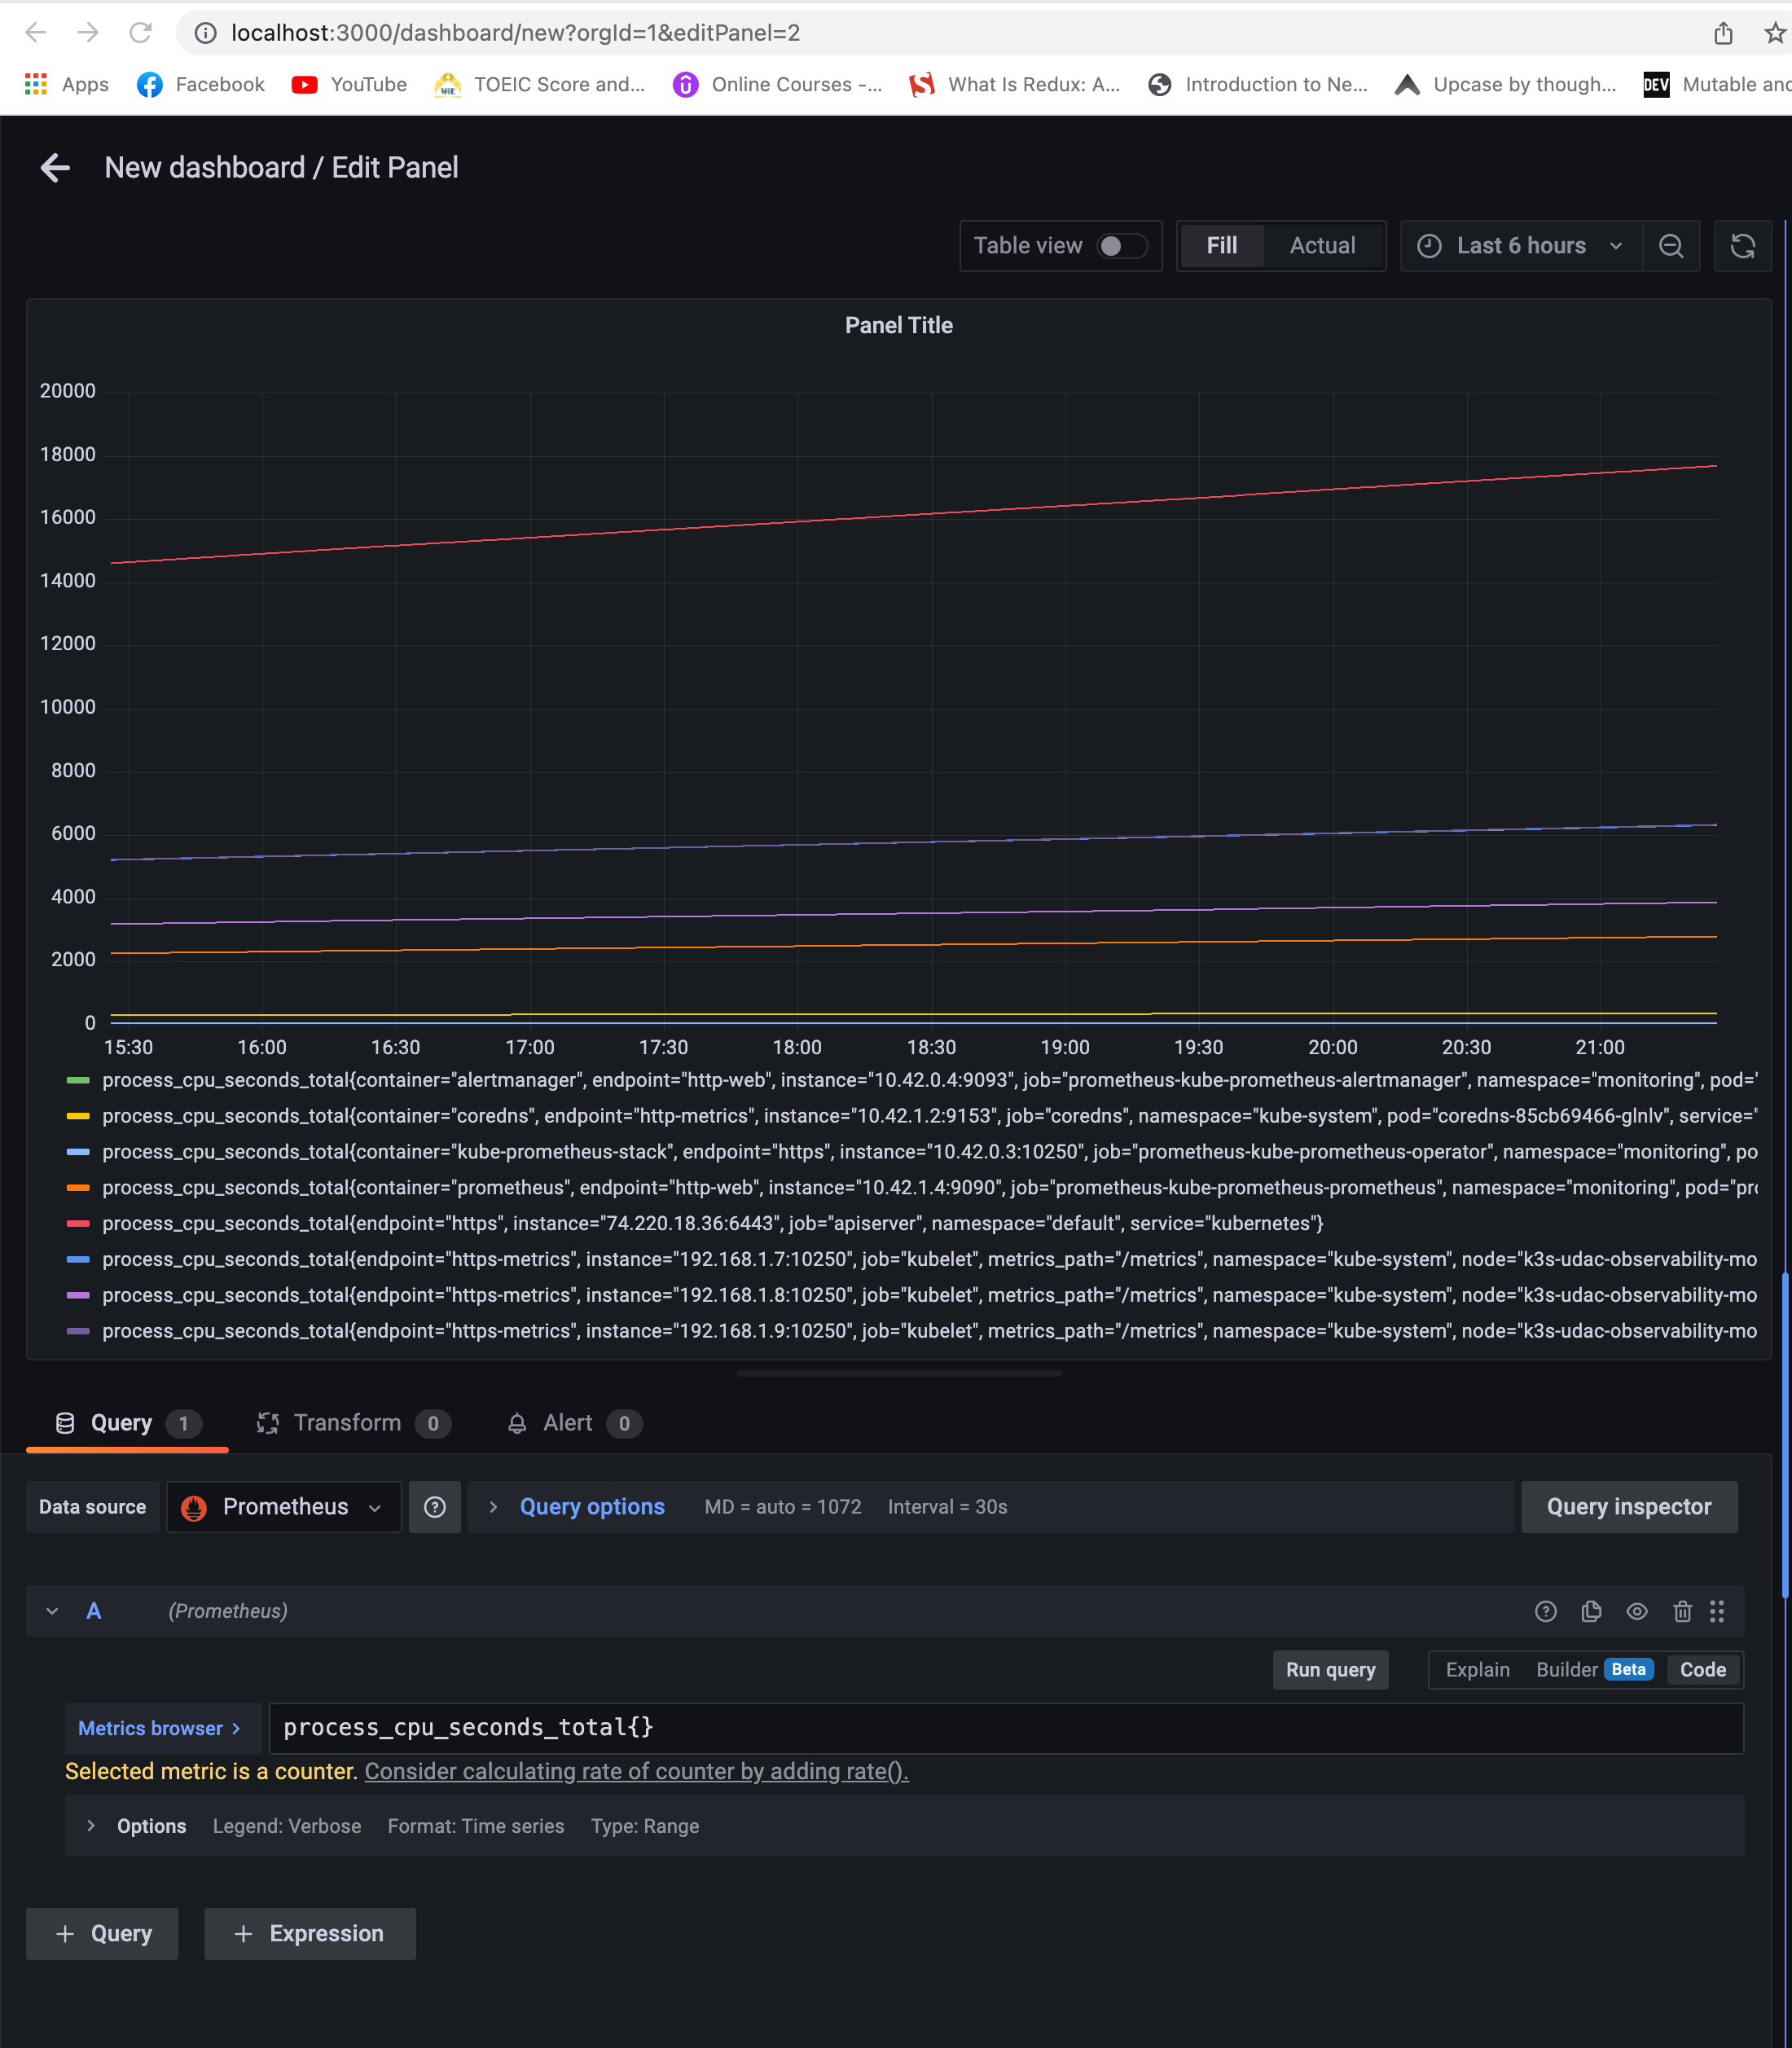 localhost:3000/dashboard/new?orgId=1&editPanel=2
Apps Facebook YouTube TOEIC Score and... Online Courses -... What Is Redux: A... Introduction to Ne... Upcase by though... DEV Mutable and
New dashboard / Edit Panel
Table view Fill Actual Last 6 hours
Panel Title
20000
18000
16000
14000
12000
10000
8000
6000
4000
2000
0
15:30 16:00 16:30 17:00 17:30 18:00 18:30 19:00 19:30 20:00 20:30 21:00
process_cpu_seconds_total{container="alertmanager", endpoint="http-web", instance="10.42.0.4:9093", job="prometheus-kube-prometheus-alertmanager", namespace="monitoring", pod="
process_cpu_seconds_total{container="coredns", endpoint="http-metrics", instance="10.42.1.2:9153", job="coredns", namespace="kube-system", pod="coredns-85cb69466-glnlv", service="
process_cpu_seconds_total{container="kube-prometheus-stack", endpoint="https", instance="10.42.0.3:10250", job="prometheus-kube-prometheus-operator", namespace="monitoring", po
process_cpu_seconds_total{container="prometheus", endpoint="http-web", instance="10.42.1.4:9090", job="prometheus-kube-prometheus-prometheus", namespace="monitoring", pod="pro
process_cpu_seconds_total{endpoint="https", instance="74.220.18.36:6443", job="apiserver", namespace="default", service="kubernetes"}
process_cpu_seconds_total{endpoint="https-metrics", instance="192.168.1.7:10250", job="kubelet", metrics_path="/metrics", namespace="kube-system", node="k3s-udac-observability-mo
process_cpu_seconds_total{endpoint="https-metrics", instance="192.168.1.8:10250", job="kubelet", metrics_path="/metrics", namespace="kube-system", node="k3s-udac-observability-mo
process_cpu_seconds_total{endpoint="https-metrics", instance="192.168.1.9:10250", job="kubelet", metrics_path="/metrics", namespace="kube-system", node="k3s-udac-observability-mo
Query 1 Transform 0 Alert 0
Data source Prometheus Query options MD = auto = 1072 Interval = 30s Query inspector
A (Prometheus)
Run query Explain Builder Beta Code
Metrics browser > process_cpu_seconds_total{}
Selected metric is a counter. Consider calculating rate of counter by adding rate().
Options Legend: Verbose Format: Time series Type: Range
+ Query + Expression